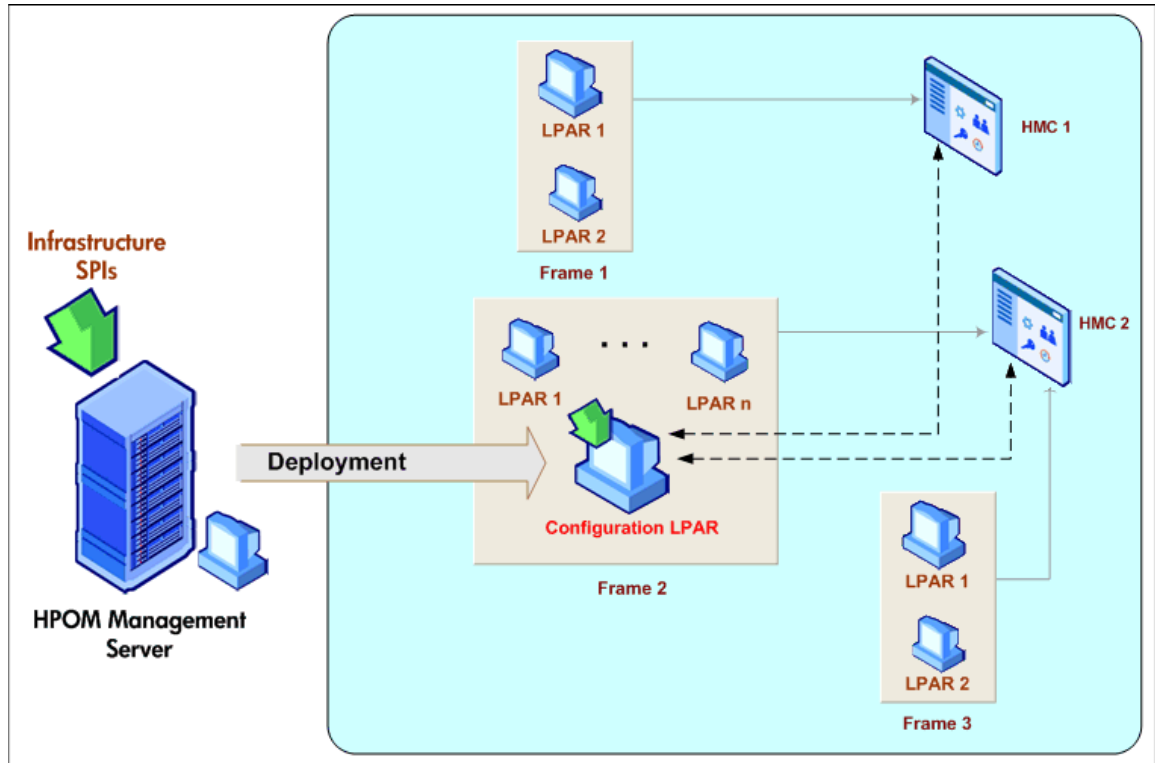 Infrastructure
SPIs
HPOM Management
Server
Deployment
LPAR 1
LPAR 2
Frame 1
HMC 1
LPAR 1
. . .
LPAR n
Configuration LPAR
Frame 2
HMC 2
LPAR 1
LPAR 2
Frame 3